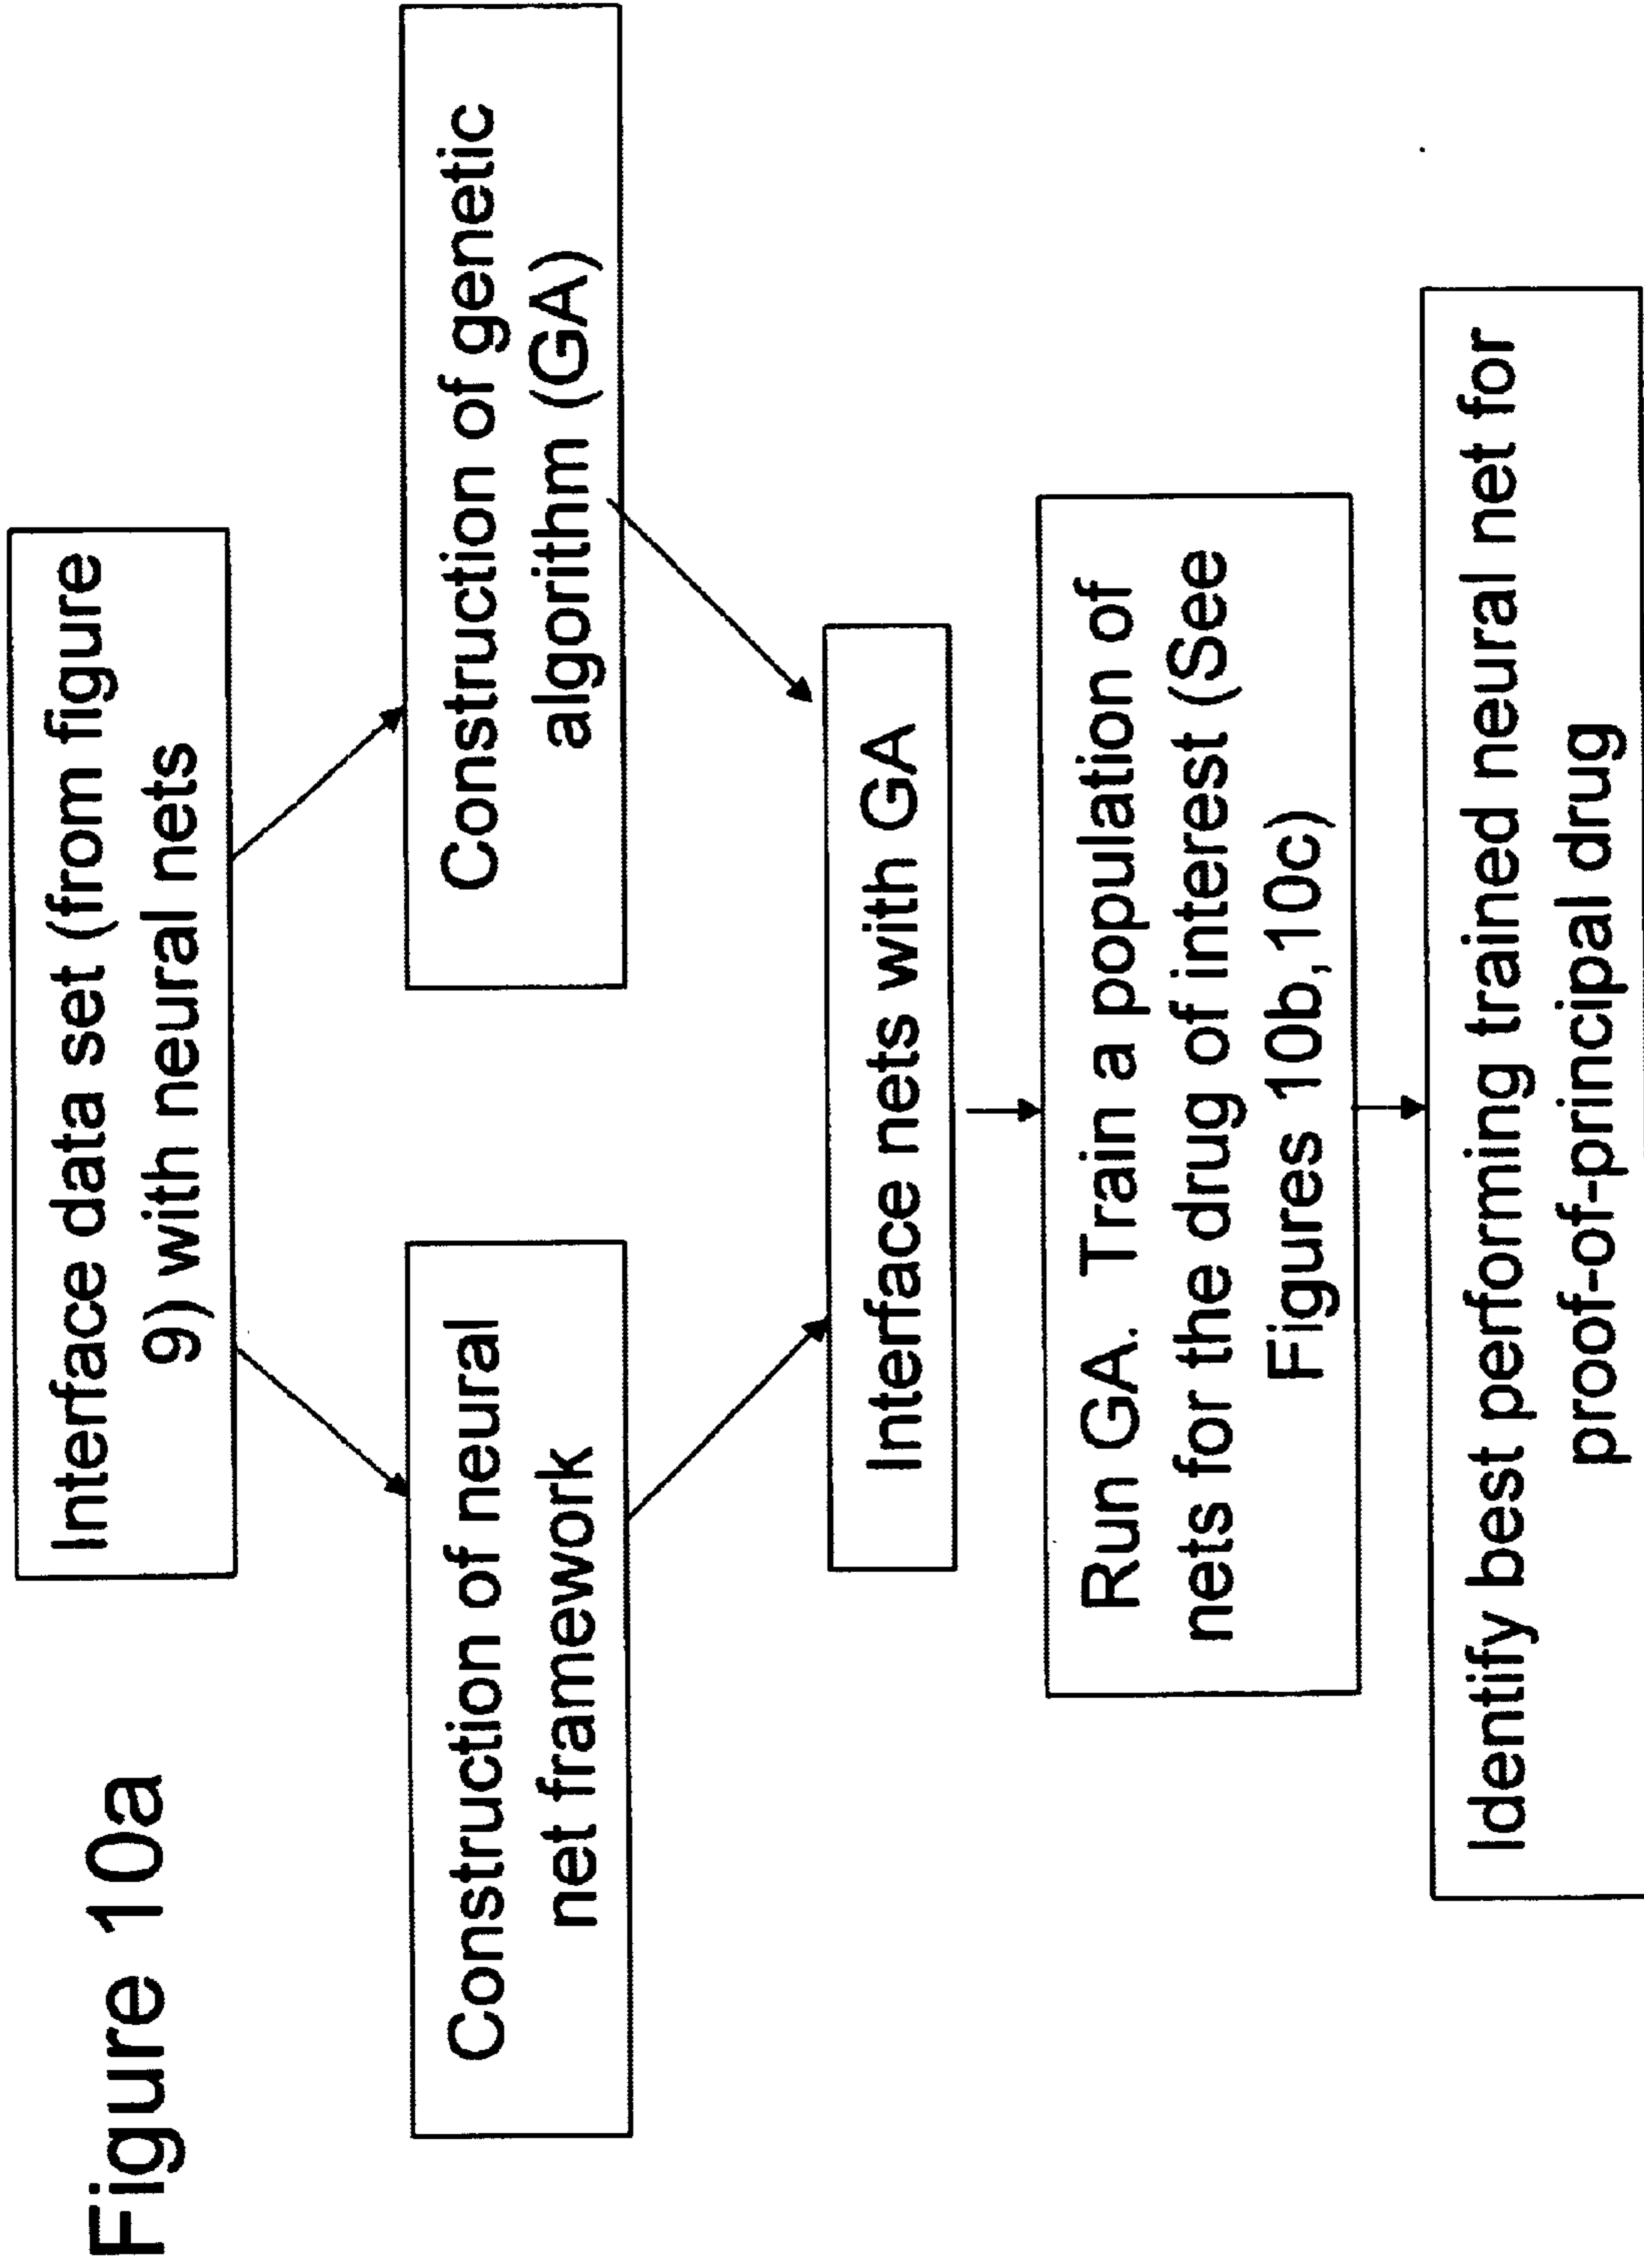 Figure 10a
Interface data set (from figure
9) with neural nets
Construction of neural
net framework
Construction of genetic
algorithm (GA)
Interface nets with GA
Run GA. Train a population of
nets for the drug of interest (See
Figures 10b,10c)
Identify best performing trained neural net for
proof-of-principal drug